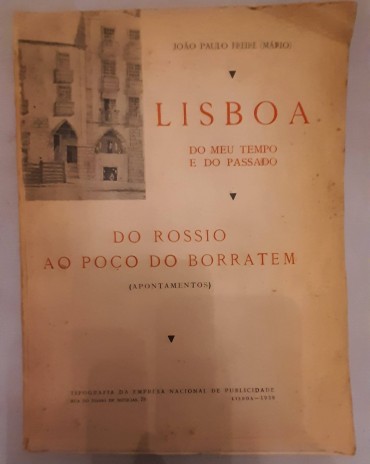 JOÃO PAULO FREIRE (MÁRIO)
LISBOA
DO MEU TEMPO
E DO PASSADO
DO ROSSIO
AO POÇO DO BORRATEM
(APONTAMENTOS)
TIPOGRAFIA DA EMPRESA NACIONAL DE PUBLICIDADE
LISBOA